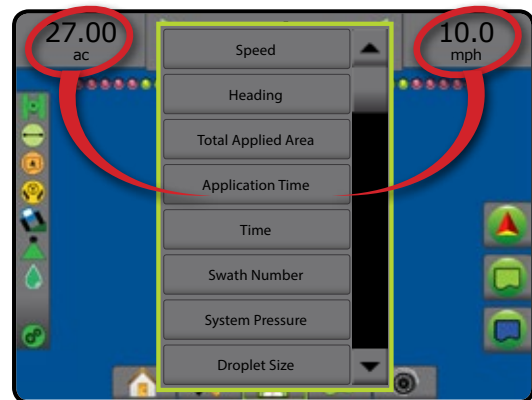 27.00
ac
10.0
mph
Speed
Heading
Total Applied Area
Application Time
Time
Swath Number
System Pressure
Droplet Size